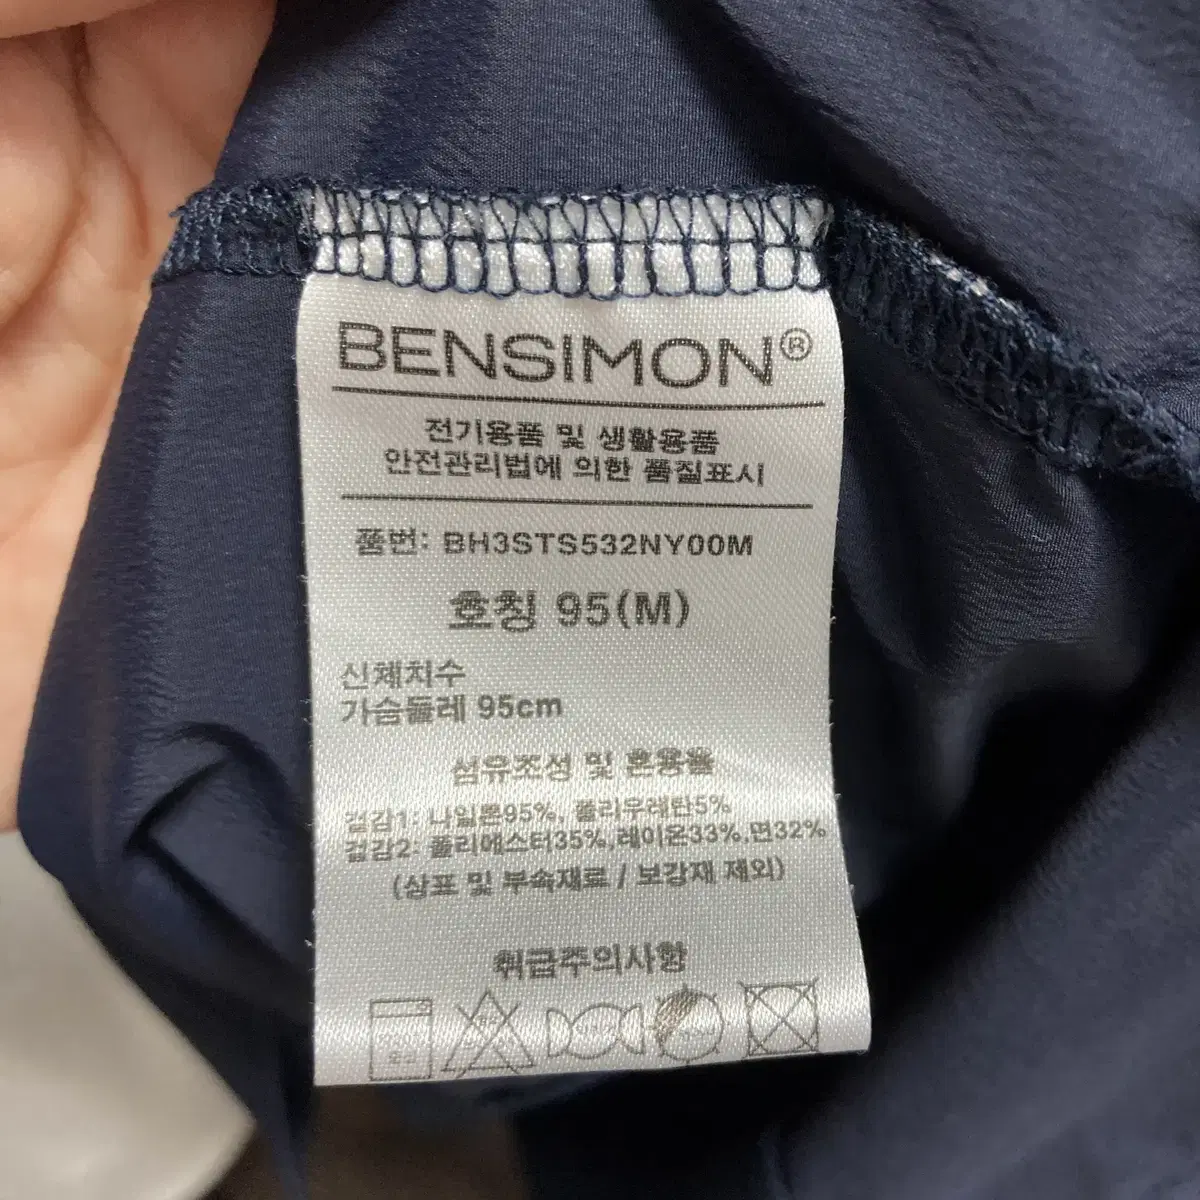 BENSIMON®
전기용품 및 생활용품
안전관리법에 의한 품질표시
품번: BH3STS532NY00M
호칭 95(M)
신체치수
가슴둘레 95cm
섬유조성 및 혼용율
겉감1: 나일론95%, 폴리우레탄5%
겉감2: 폴리에스터35%,레이온33%,면32%
(상표 및 부속재료 / 보강재 제외)
취급주의사항